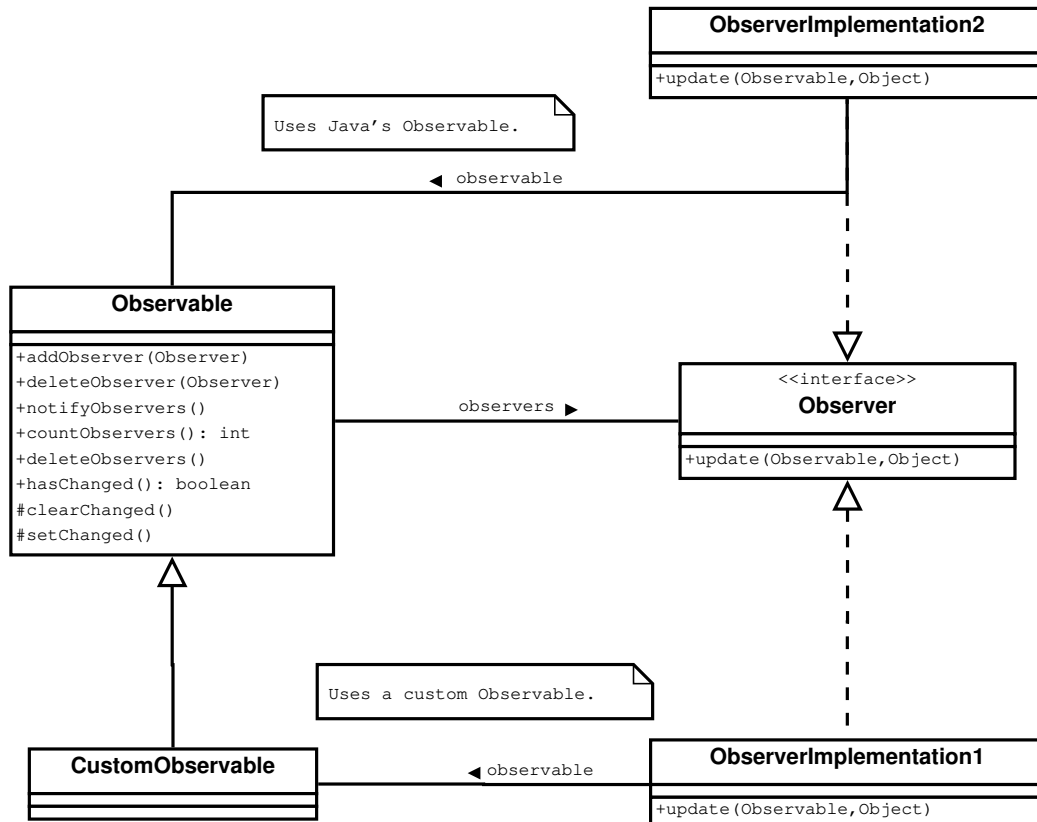 ObserverImplementation2
+update(Observable,Object)
Uses Java's Observable.
◄ observable
Observable
+addObserver(Observer)
+deleteObserver(Observer)
+notifyObservers()
+countObservers(): int
+deleteObservers()
+hasChanged(): boolean
#clearChanged()
#setChanged()
observers ►
<<interface>>
Observer
+update(Observable,Object)
Uses a custom Observable.
CustomObservable
◄ observable
ObserverImplementation1
+update(Observable,Object)